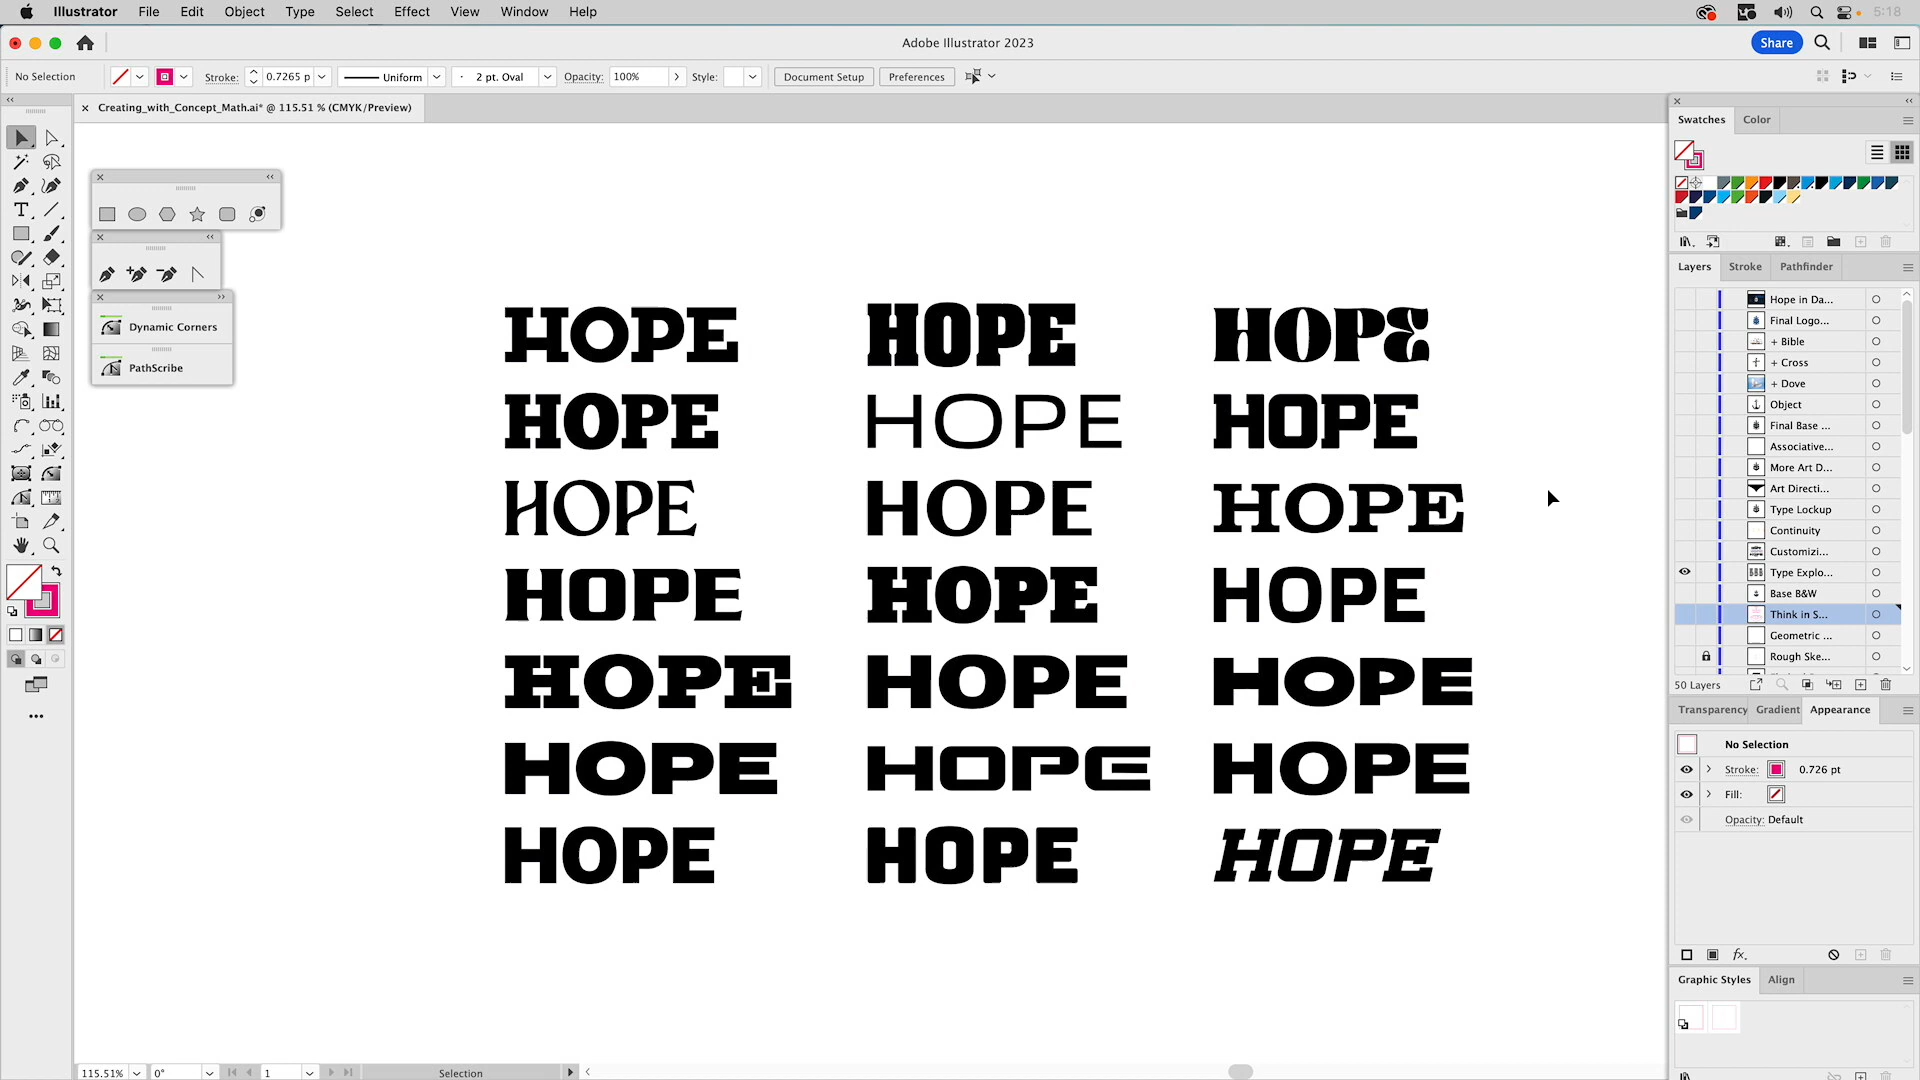 Illustrator File Edit Object Type Select Effect View Window Help 5:18
Adobe Illustrator 2023 Share
No Selection Stroke: 0.7265 p Uniform 2 pt. Oval Opacity: 100% Style: Document Setup Preferences
Creating_with_Concept_Math.ai* @ 115.51 % (CMYK/Preview)
Dynamic Corners
PathScribe
HOPE HOPE HOPE
HOPE HOPE HOPE
HOPE HOPE HOPE
HOPE HOPE HOPE
HOPE HOPE HOPE
HOPE HOPE HOPE
HOPE HOPE HOPE
Swatches Color
Layers Stroke Pathfinder
Hope in Da...
Final Logo...
+ Bible
+ Cross
+ Dove
Object
Final Base ...
Associative...
More Art D...
Art Directi...
Type Lockup
Continuity
Customizi...
Type Explo...
Base B&W
Think in S...
Geometric ...
Rough Ske...
50 Layers
Transparency Gradient Appearance
No Selection
Stroke: 0.726 pt
Fill:
Opacity: Default
Graphic Styles Align
115.51% 0° 1 Selection